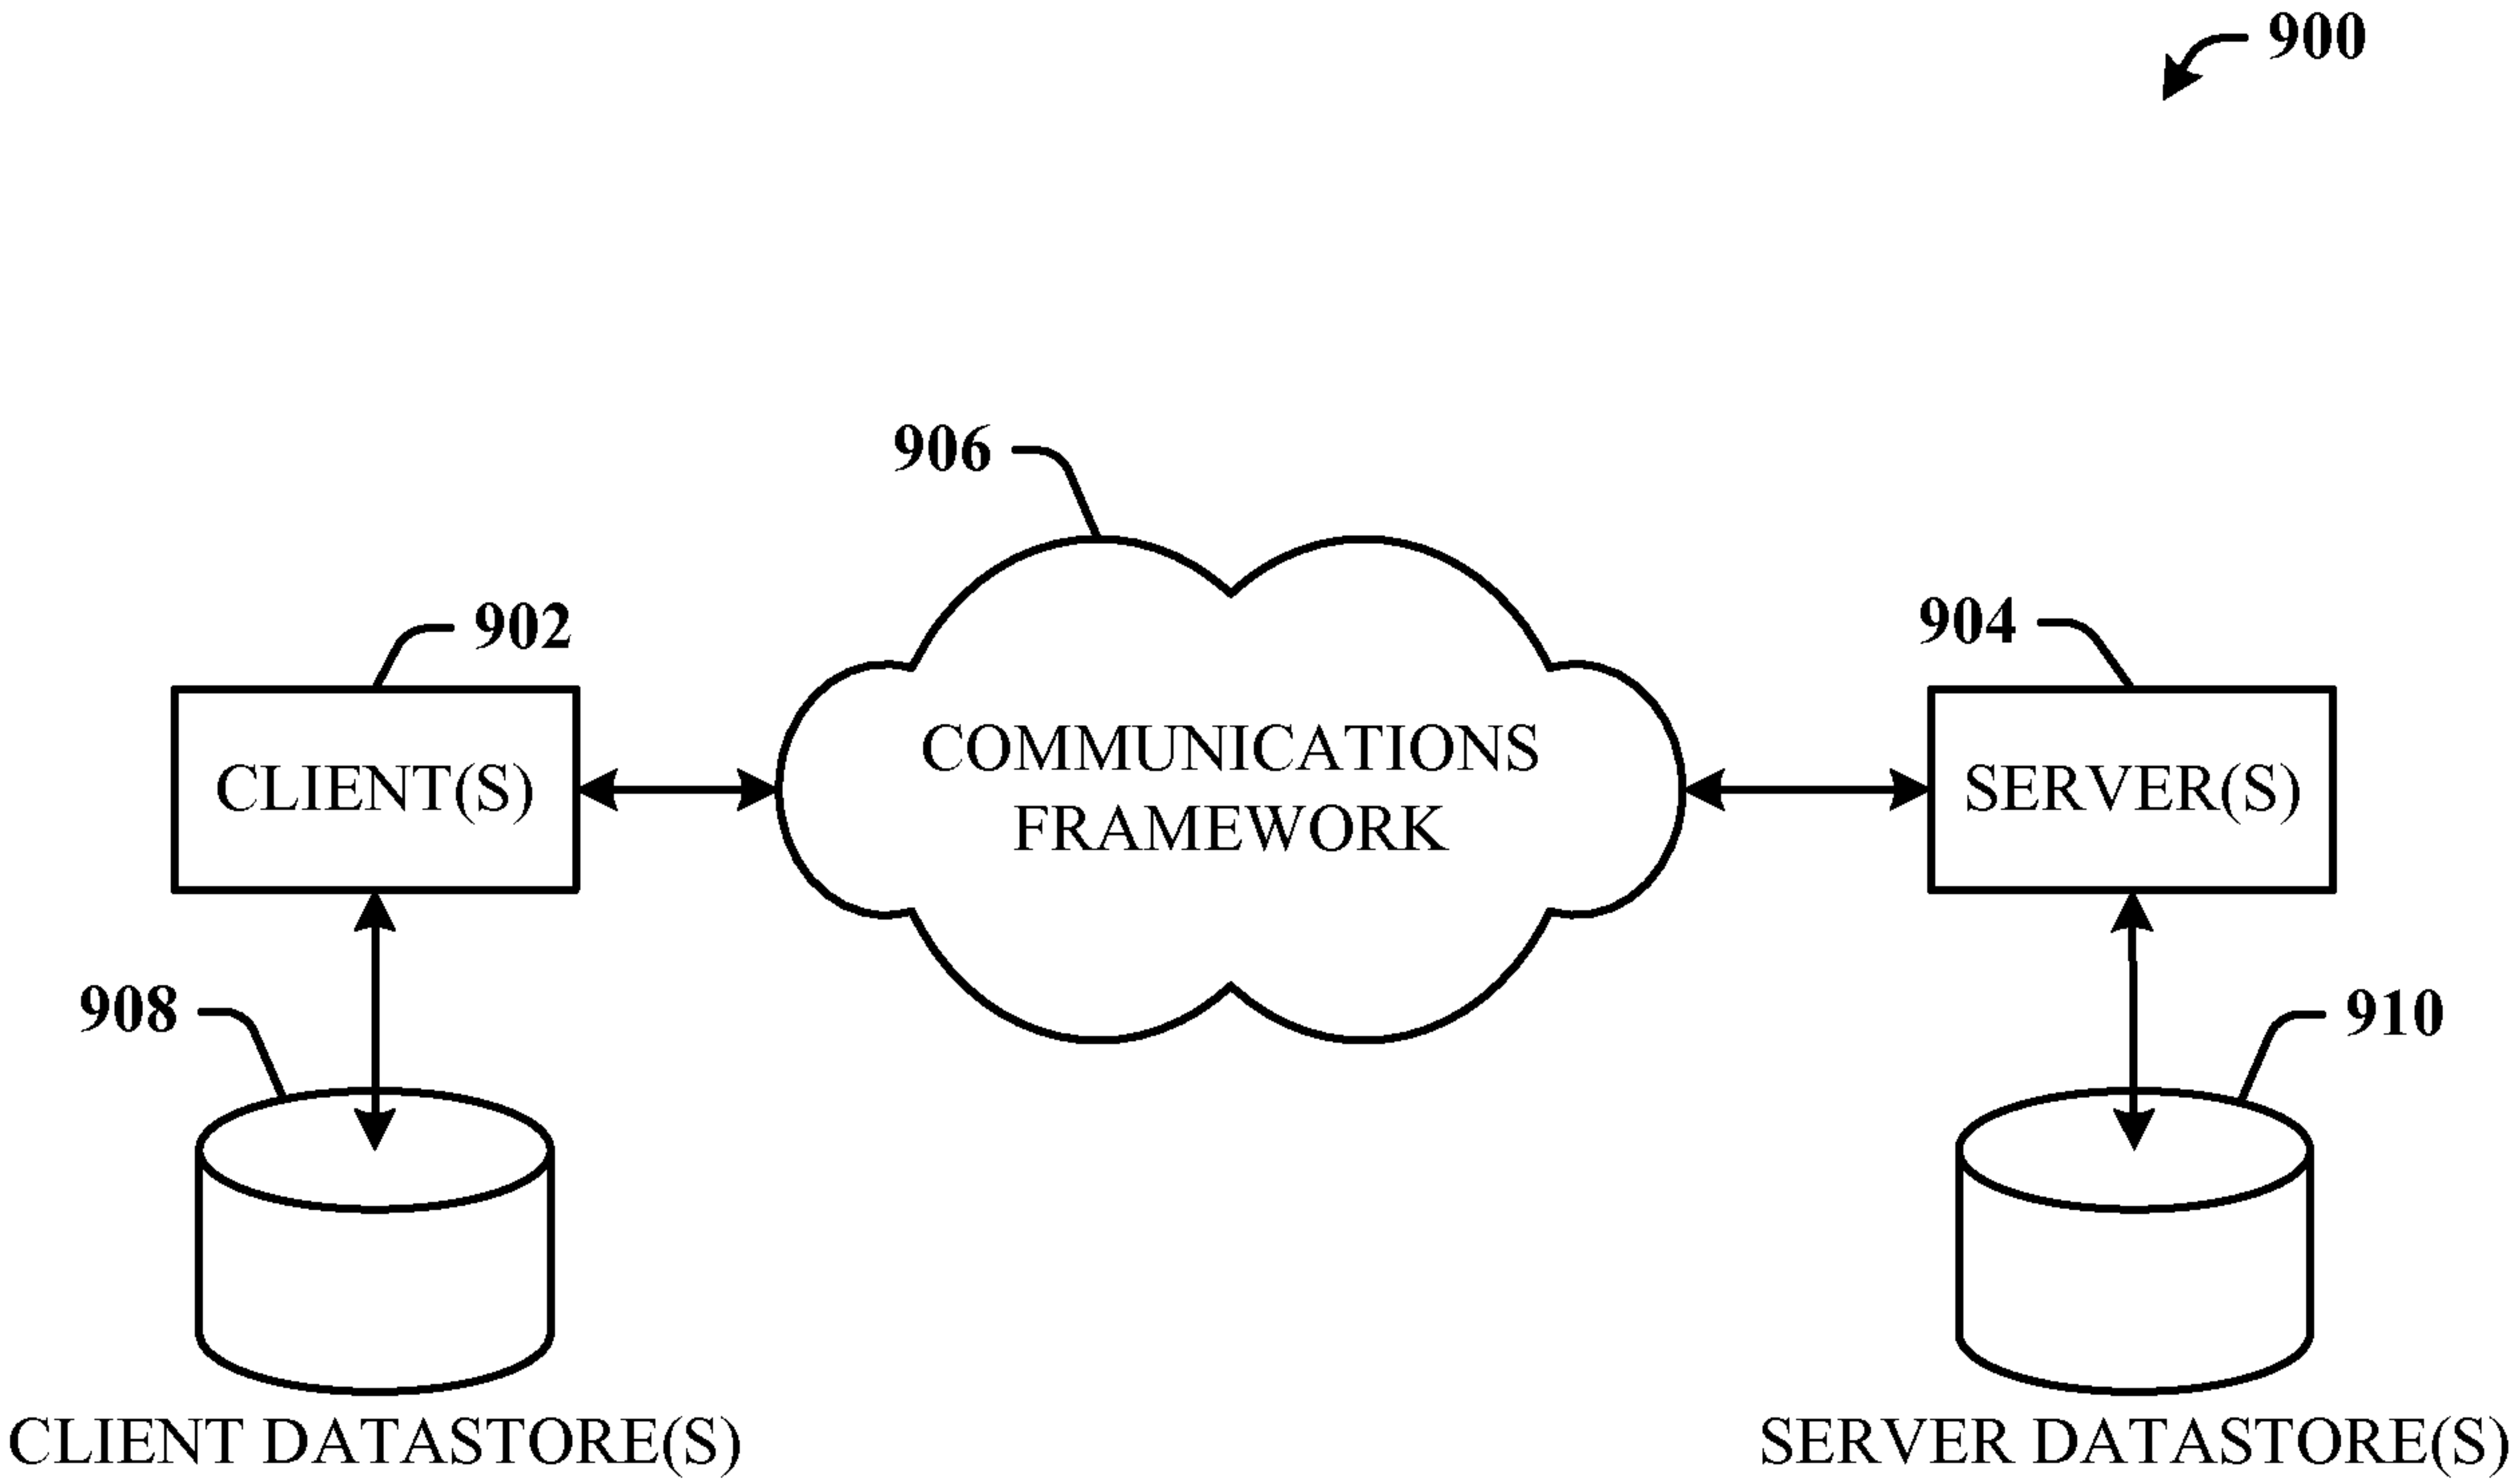 900
906
902
904
COMMUNICATIONS
FRAMEWORK
CLIENT(S)
SERVER(S)
908
910
CLIENT DATASTORE(S)
SERVER DATASTORE(S)